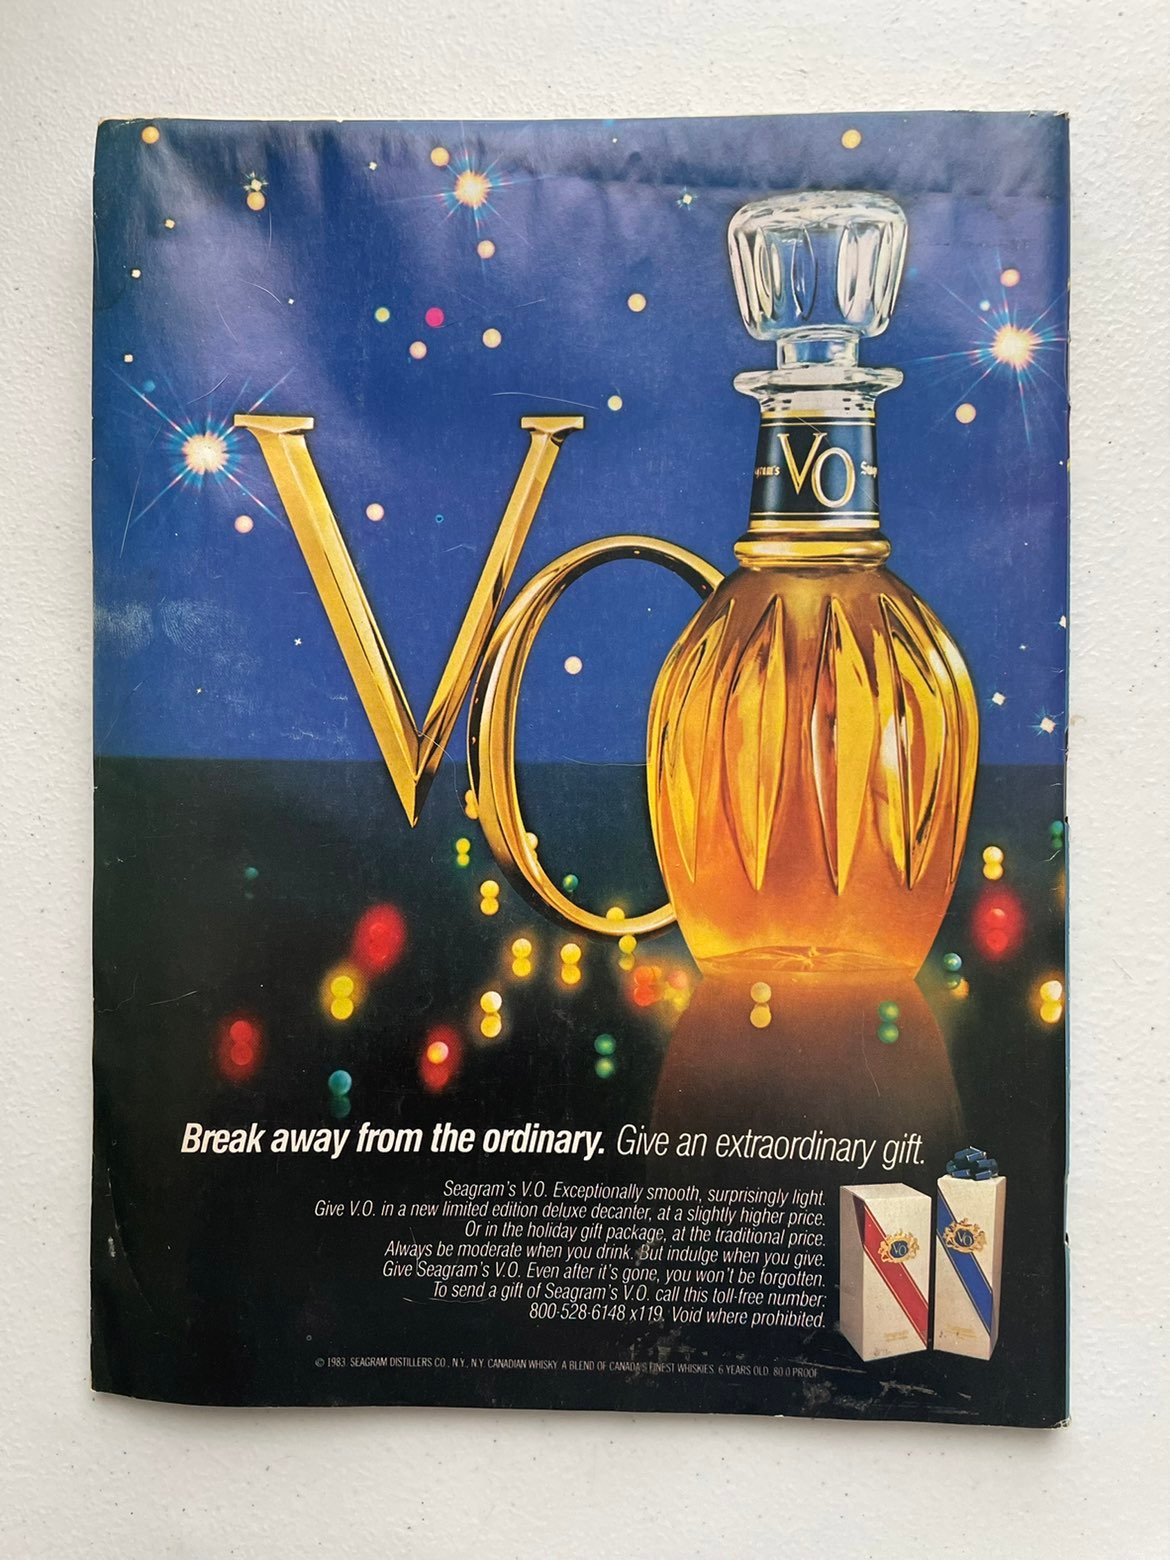 VO
Seagram's VO Seag
Break away from the ordinary. Give an extraordinary gift.
Seagram's V.O. Exceptionally smooth, surprisingly light.
Give V.O. in a new limited edition deluxe decanter, at a slightly higher price.
Or in the holiday gift package, at the traditional price.
Always be moderate when you drink. But indulge when you give.
Give Seagram's V.O. Even after it's gone, you won't be forgotten.
To send a gift of Seagram's V.O. call this toll-free number:
800-528-6148 x119. Void where prohibited.
VO
VO
© 1983 SEAGRAM DISTILLERS CO., N.Y., N.Y. CANADIAN WHISKY. A BLEND OF CANADA'S FINEST WHISKIES. 6 YEARS OLD. 80.0 PROOF